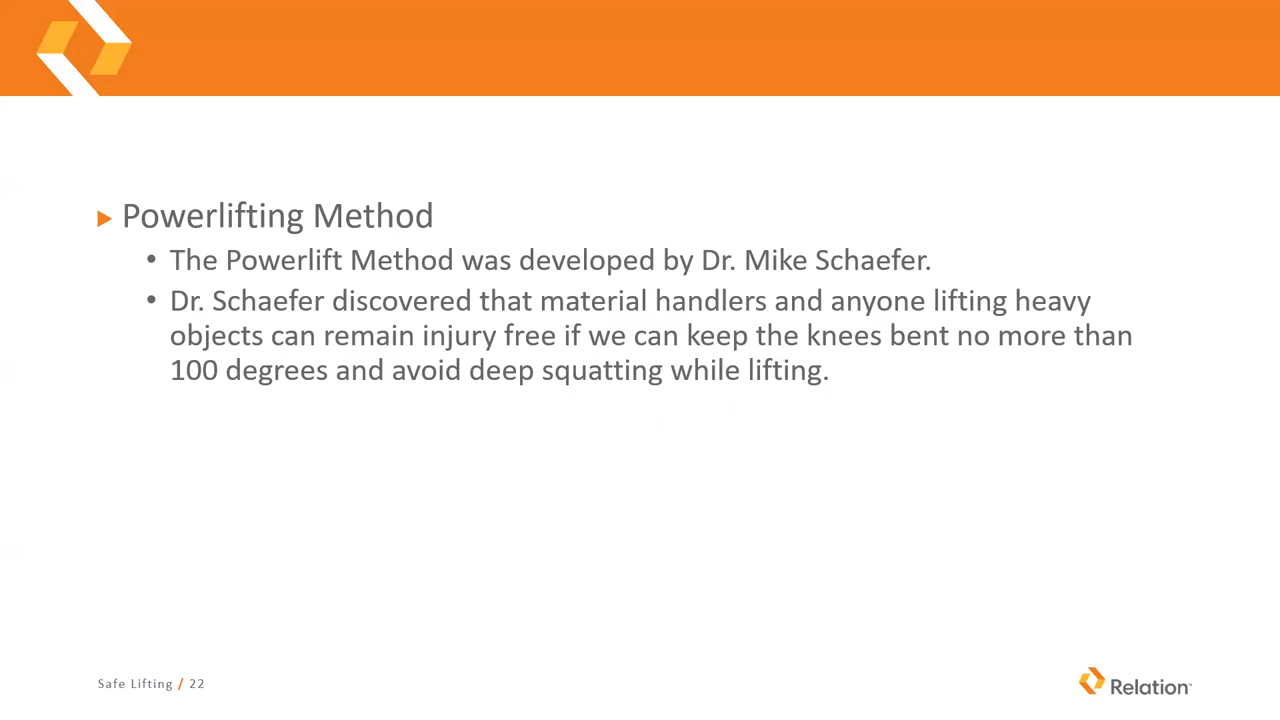 Powerlifting Method
• The Powerlift Method was developed by Dr. Mike Schaefer.
• Dr. Schaefer discovered that material handlers and anyone lifting heavy
objects can remain injury free if we can keep the knees bent no more than
100 degrees and avoid deep squatting while lifting.
Safe Lifting / 22
Relation™